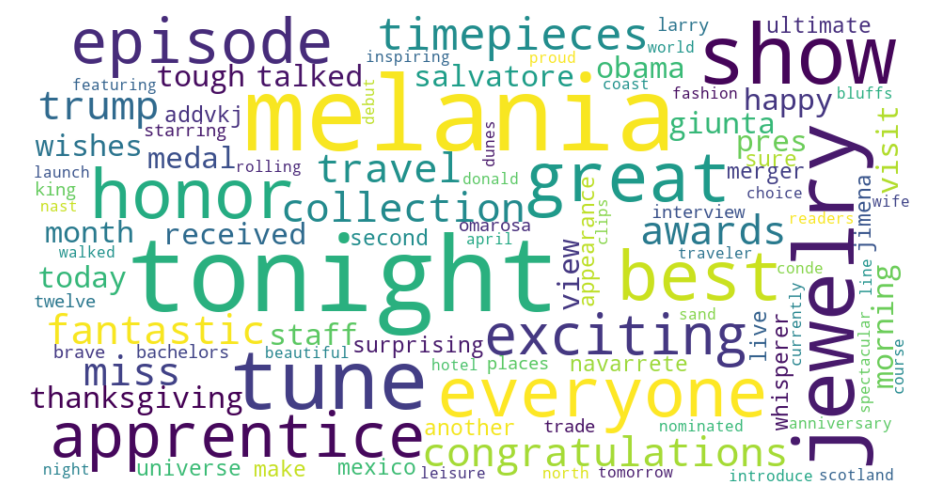 episode
timepieces
larry
ultimate
show
inspiring
proud
world
featuring
tough
talked
salvatore
obama
coast
trump
addvkj
melania
debut
fashion
happy
bluffs
starring
giunta
visit
wishes
medal
rolling
dunes
pres
sure
launch
honor
travel
donald
great
merger
king
choice
wife
nast
collection
clips
interview
readers
jewelry
jimena
month
received
second
omarosa
april
appearance
awards
walked
tonight
view
traveler
today
best
conde
line
morning
twelve
sand
currently
fantastic
staff
exciting
live
brave
bachelors
beautiful
surprising
miss
tune
hotel
places
navarrete
whisperer
spectacular
course
thanksgiving
everyone
apprentice
another
trade
nominated
anniversary
congratulations
night
universe
make
mexico
leisure
north
tomorrow
introduce
scotland